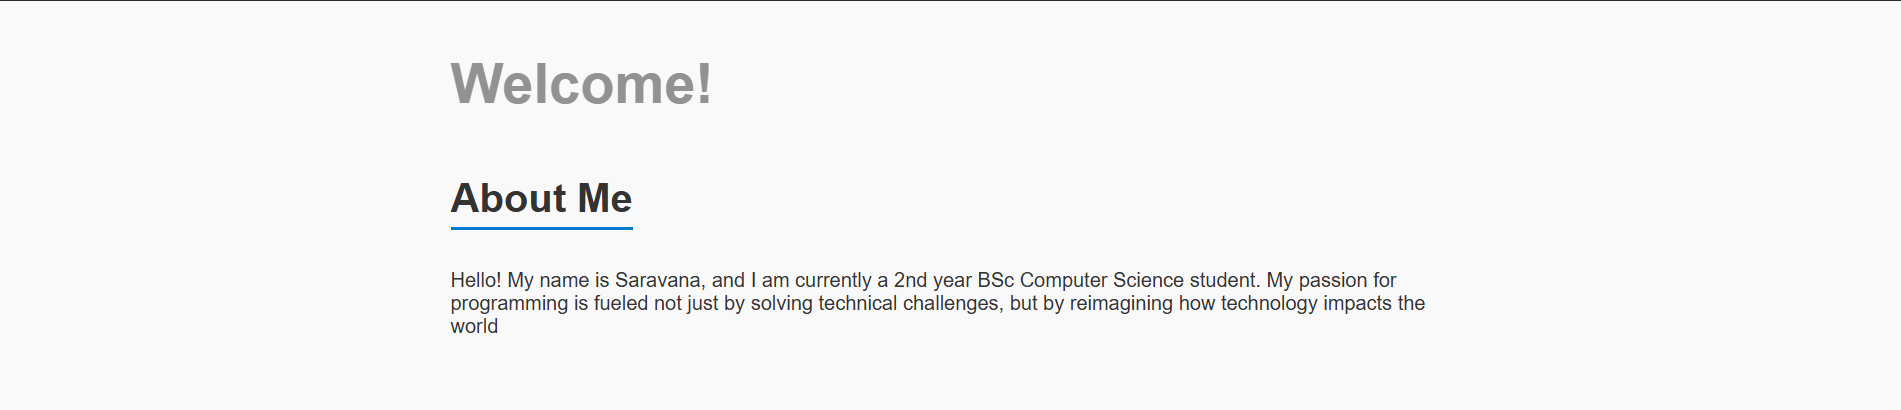 Welcome!
About Me
Hello! My name is Saravana, and I am currently a 2nd year BSc Computer Science student. My passion for
programming is fueled not just by solving technical challenges, but by reimagining how technology impacts the
world